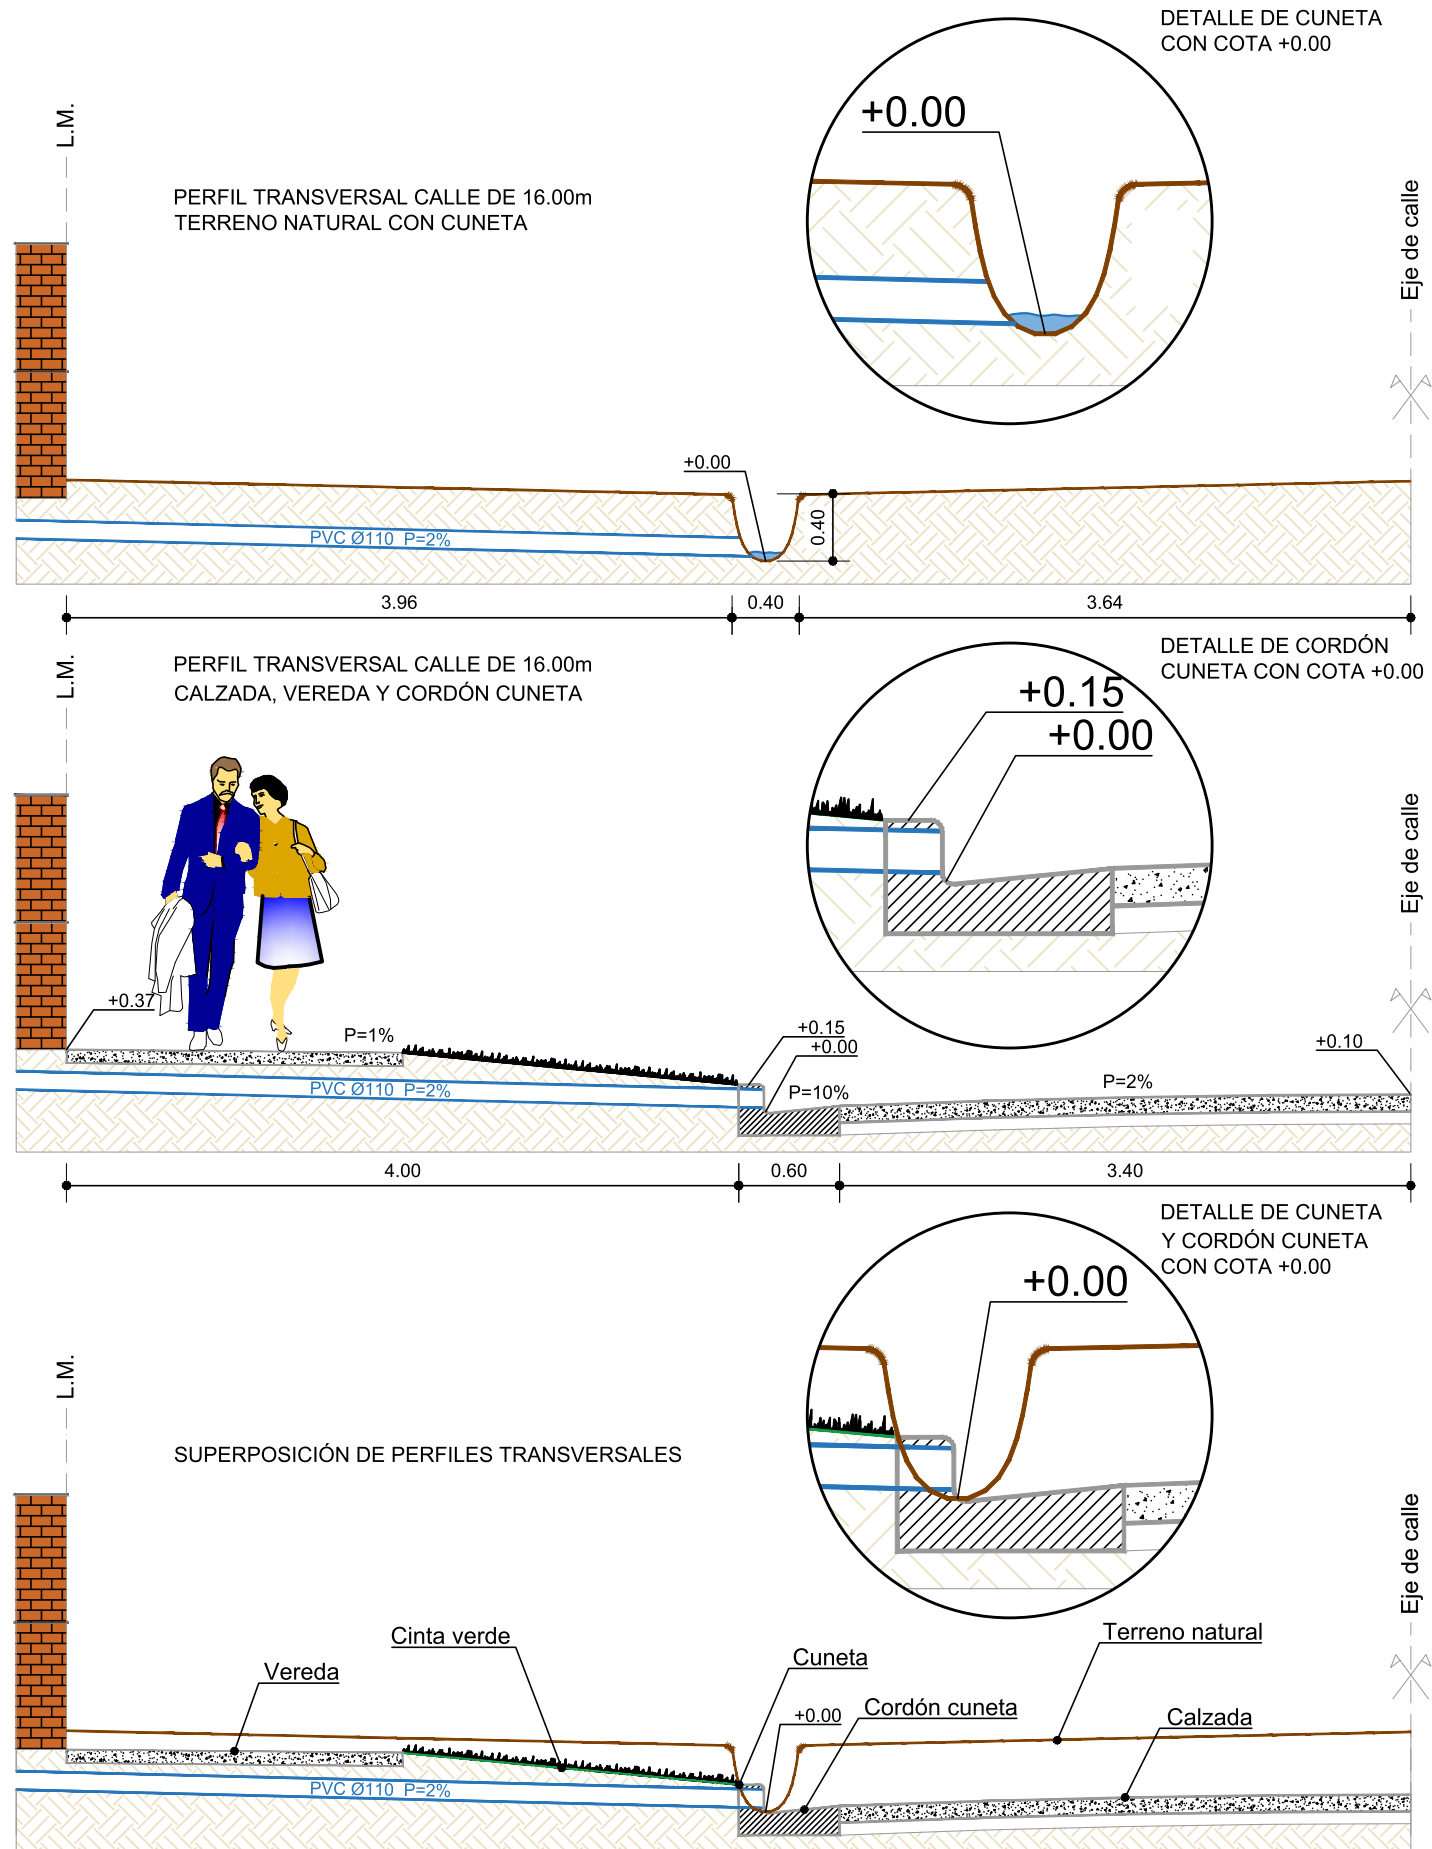 DETALLE DE CUNETA
CON COTA +0.00
+0.00
L.M.
Eje de calle
PERFIL TRANSVERSAL CALLE DE 16.00m
TERRENO NATURAL CON CUNETA
+0.00
0.40
PVC Ø110 P=2%
3.96
0.40
3.64
DETALLE DE CORDÓN
CUNETA CON COTA +0.00
L.M.
PERFIL TRANSVERSAL CALLE DE 16.00m
CALZADA, VEREDA Y CORDÓN CUNETA
+0.15
+0.00
Eje de calle
+0.37
P=1%
+0.15
+0.00
+0.10
P=10%
P=2%
PVC Ø110 P=2%
4.00
0.60
3.40
DETALLE DE CUNETA
Y CORDÓN CUNETA
CON COTA +0.00
+0.00
L.M.
SUPERPOSICIÓN DE PERFILES TRANSVERSALES
Eje de calle
Cinta verde
Terreno natural
Vereda
Cuneta
Cordón cuneta
+0.00
Calzada
PVC Ø110 P=2%